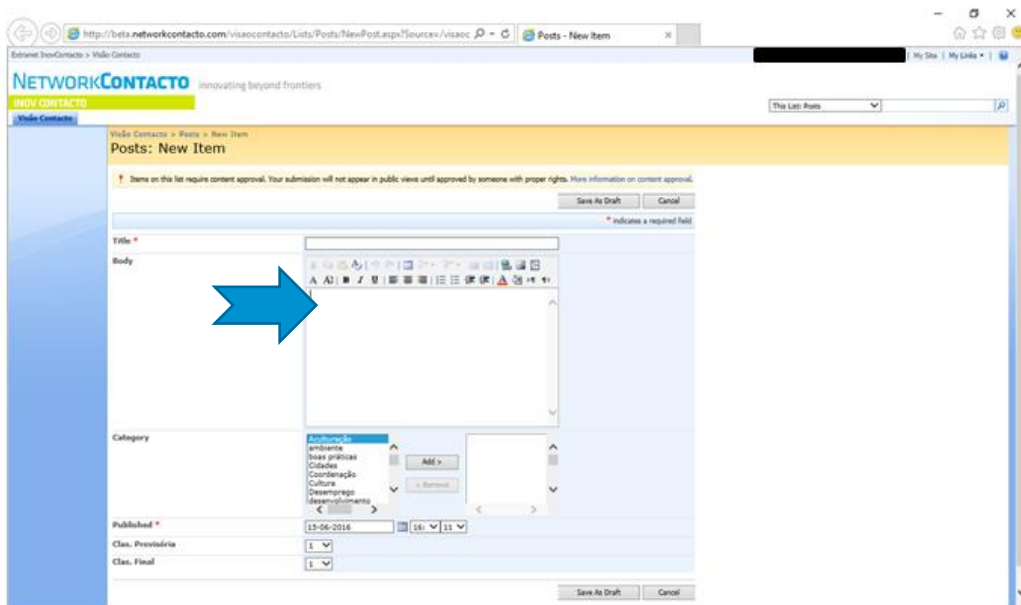 http://beta.networkcontacto.com/visaocontacto/Lists/Posts/NewPost.aspx?Source=/visaoc
Posts - New Item
Extranet InovContacto > Visão Contacto
My Site | My Links
NETWORKCONTACTO innovating beyond frontiers
INOV CONTACTO
This List: Posts
Visão Contacto
Visão Contacto > Posts > New Item
Posts: New Item
Items on this list require content approval. Your submission will not appear in public views until approved by someone with proper rights. More information on content approval.
Save As Draft Cancel
* indicates a required field
Title *
Body
Category
Aculturação
ambiente
boas práticas
Cidades
Coordenação
Cultura
Desemprego
desenvolvimento
Add >
< Remove
Published *
15-06-2016 16: 11
Clas. Provisória
1
Clas. Final
1
Save As Draft Cancel